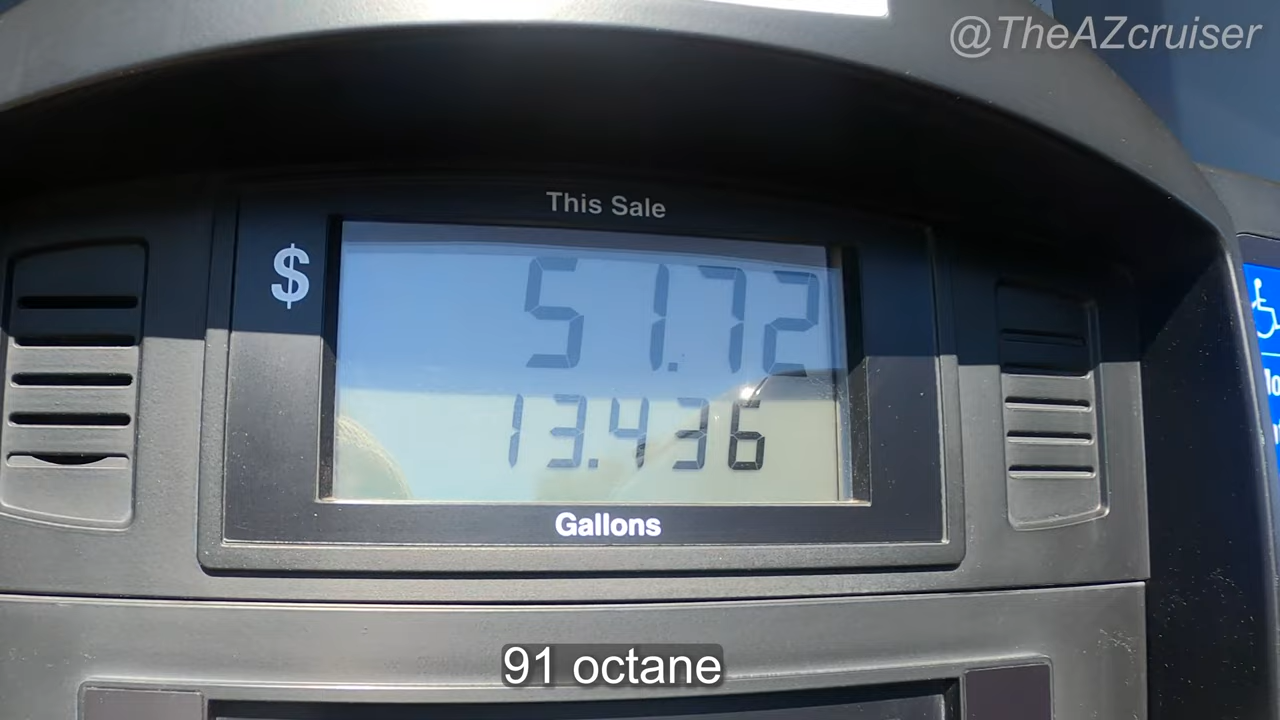 @TheAZcruiser
This Sale
$ 51.72
13.436
Gallons
91 octane